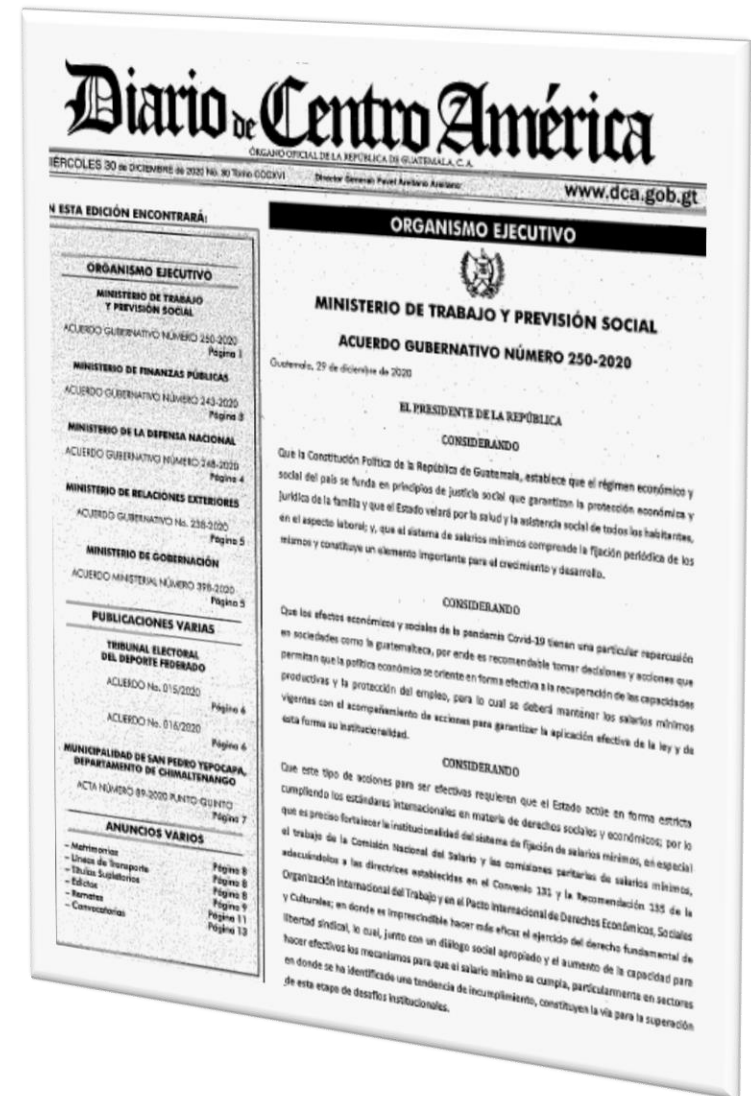 Diario de Centro América
ÓRGANO OFICIAL DE LA REPÚBLICA DE GUATEMALA, C. A.
IÉRCOLES 30 de DICIEMBRE de 2020 No. 80 Tomo CCCXVI
Director General: Pavel Arellano Arellano
www.dca.gob.gt
N ESTA EDICIÓN ENCONTRARÁ:
ORGANISMO EJECUTIVO
MINISTERIO DE TRABAJO
Y PREVISIÓN SOCIAL
ACUERDO GUBERNATIVO NÚMERO 250-2020
Página 1
MINISTERIO DE FINANZAS PÚBLICAS
ACUERDO GUBERNATIVO NÚMERO 243-2020
Página 3
MINISTERIO DE LA DEFENSA NACIONAL
ACUERDO GUBERNATIVO NÚMERO 248-2020
Página 4
MINISTERIO DE RELACIONES EXTERIORES
ACUERDO GUBERNATIVO No. 238-2020
Página 5
MINISTERIO DE GOBERNACIÓN
ACUERDO MINISTERIAL NÚMERO 398-2020
Página 5
PUBLICACIONES VARIAS
TRIBUNAL ELECTORAL
DEL DEPORTE FEDERADO
ACUERDO No. 015/2020
Página 6
ACUERDO No. 016/2020
Página 6
MUNICIPALIDAD DE SAN PEDRO YEPOCAPA,
DEPARTAMENTO DE CHIMALTENANGO
ACTA NÚMERO 89-2020 PUNTO QUINTO
Página 7
ANUNCIOS VARIOS
- Matrimonios Página 8
- Líneas de Transporte Página 8
- Títulos Supletorios Página 8
- Edictos Página 9
- Remates Página 11
- Convocatorias Página 13
ORGANISMO EJECUTIVO
MINISTERIO DE TRABAJO Y PREVISIÓN SOCIAL
ACUERDO GUBERNATIVO NÚMERO 250-2020
Guatemala, 29 de diciembre de 2020
EL PRESIDENTE DE LA REPÚBLICA
CONSIDERANDO
Que la Constitución Política de la República de Guatemala, establece que el régimen económico y
social del país se funda en principios de justicia social que garantizan la protección económica y
jurídica de la familia y que el Estado velará por la salud y la asistencia social de todos los habitantes,
en el aspecto laboral; y, que el sistema de salarios mínimos comprende la fijación periódica de los
mismos y constituye un elemento importante para el crecimiento y desarrollo.
CONSIDERANDO
Que los efectos económicos y sociales de la pandemia Covid-19 tienen una particular repercusión
en sociedades como la guatemalteca, por ende es recomendable tomar decisiones y acciones que
permitan que la política económica se oriente en forma efectiva a la recuperación de las capacidades
productivas y la protección del empleo, para lo cual se deberá mantener los salarios mínimos
vigentes con el acompañamiento de acciones para garantizar la aplicación efectiva de la ley y de
esta forma su institucionalidad.
CONSIDERANDO
Que este tipo de acciones para ser efectivas requieren que el Estado actúe en forma estricta
cumpliendo los estándares internacionales en materia de derechos sociales y económicos; por lo
que es preciso fortalecer la institucionalidad del sistema de fijación de salarios mínimos, en especial
el trabajo de la Comisión Nacional del Salario y las comisiones paritarias de salarios mínimos,
adecuándolos a las directrices establecidas en el Convenio 131 y la Recomendación 135 de la
Organización Internacional del Trabajo y en el Pacto Internacional de Derechos Económicos, Sociales
y Culturales; en donde es imprescindible hacer más eficaz el ejercicio del derecho fundamental de
libertad sindical, lo cual, junto con un diálogo social apropiado y el aumento de la capacidad para
hacer efectivos los mecanismos para que el salario mínimo se cumpla, particularmente en sectores
en donde se ha identificado una tendencia de incumplimiento, constituyen la vía para la superación
de esta etapa de desafíos institucionales.